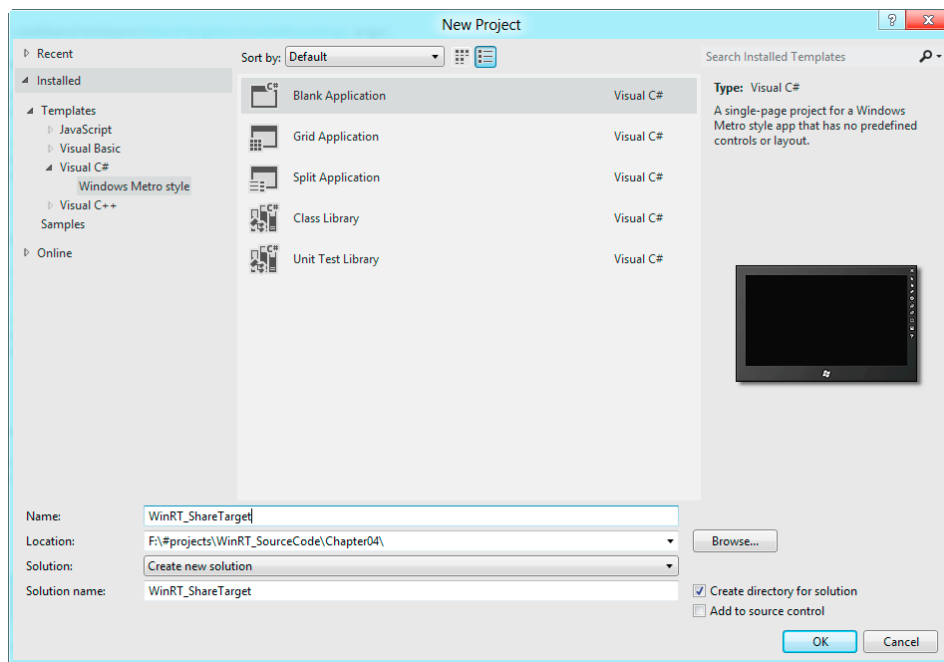 New Project
?
x
Recent
Installed
Templates
JavaScript
Visual Basic
Visual C#
Windows Metro style
Visual C++
Samples
Online
Sort by: Default
Blank Application Visual C#
Grid Application Visual C#
Split Application Visual C#
Class Library Visual C#
Unit Test Library Visual C#
Search Installed Templates
Type: Visual C#
A single-page project for a Windows
Metro style app that has no predefined
controls or layout.
Name: WinRT_ShareTarget
Location: F:\#projects\WinRT_SourceCode\Chapter04\
Browse...
Solution: Create new solution
Solution name: WinRT_ShareTarget
Create directory for solution
Add to source control
OK
Cancel